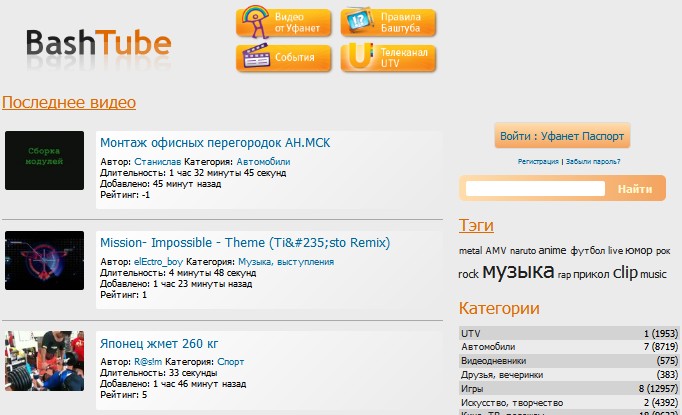 BashTube
Видео от Уфанет
Правила Баштуба
События
Телеканал UTV
Последнее видео
Сборка модулей
Монтаж офисных перегородок АН.МСК
Автор: Станислав Категория: Автомобили
Длительность: 1 час 32 минуты 45 секунд
Добавлено: 45 минут назад
Рейтинг: -1
Mission- Impossible - Theme (Ti&#235;sto Remix)
Автор: elEctro_boy Категория: Музыка, выступления
Длительность: 4 минуты 48 секунд
Добавлено: 1 час 23 минуты назад
Рейтинг: 1
Японец жмет 260 кг
Автор: R@s!m Категория: Спорт
Длительность: 33 секунды
Добавлено: 1 час 46 минут назад
Рейтинг: 5
Войти : Уфанет Паспорт
Регистрация | Забыли пароль?
Найти
Тэги
metal AMV naruto anime футбол live юмор рок
rock музыка rap прикол clip music
Категории
UTV 1 (1953)
Автомобили 7 (8719)
Видеодневники (575)
Друзья, вечеринки (383)
Игры 8 (12957)
Искусство, творчество 2 (4392)